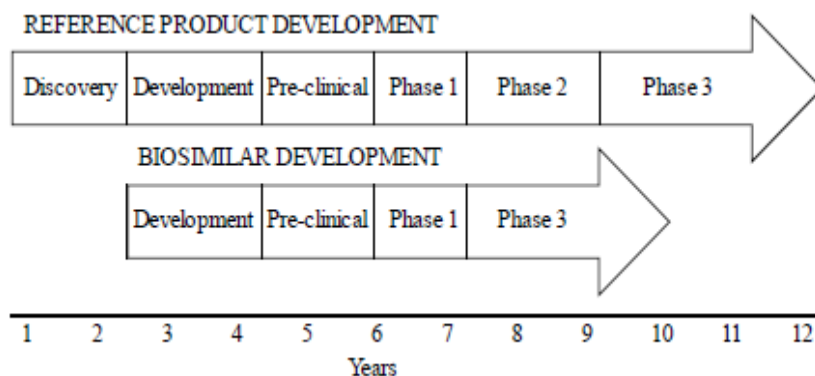 REFERENCE PRODUCT DEVELOPMENT
Discovery Development Pre-clinical Phase 1 Phase 2 Phase 3
BIOSIMILAR DEVELOPMENT
Development Pre-clinical Phase 1 Phase 3
1 2 3 4 5 6 7 8 9 10 11 12
Years